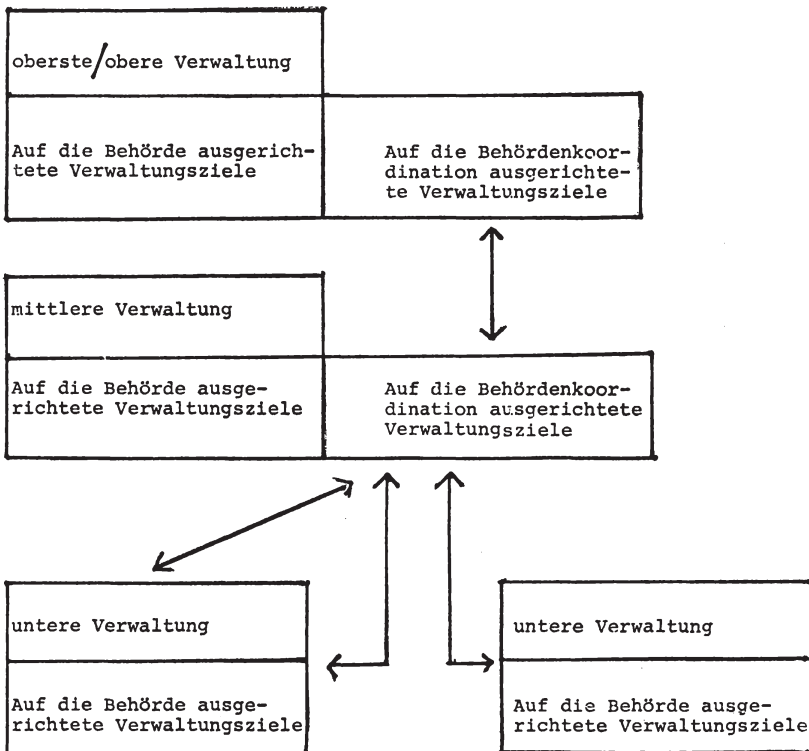 oberste/obere Verwaltung
Auf die Behörde ausgerich-
tete Verwaltungsziele
Auf die Behördenkoor-
dination ausgerichte-
te Verwaltungsziele
mittlere Verwaltung
Auf die Behörde ausge-
richtete Verwaltungsziele
Auf die Behördenkoor-
dination ausgerichtete
Verwaltungsziele
untere Verwaltung
Auf die Behörde ausge-
richtete Verwaltungsziele
untere Verwaltung
Auf die Behörde ausge-
richtete Verwaltungsziele